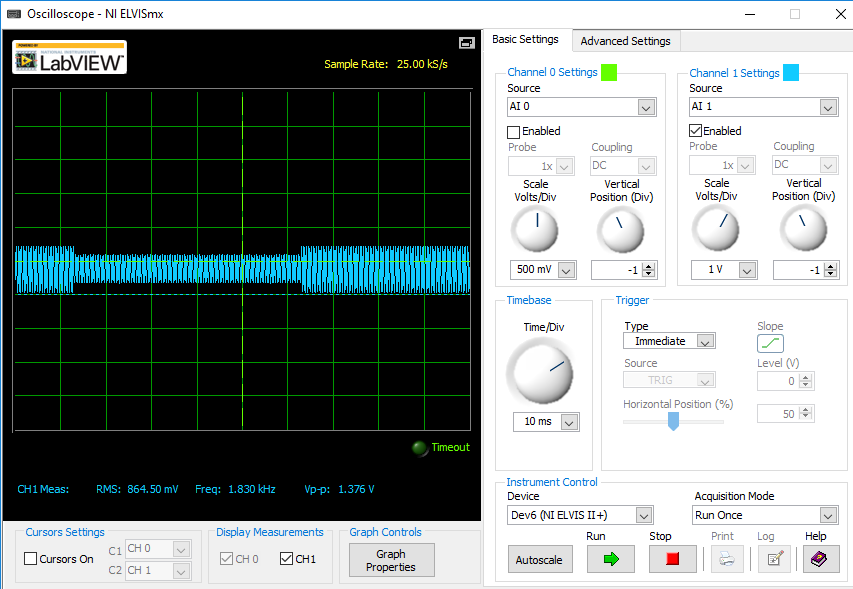 Oscilloscope - NI ELVISmx
POWERED BY
NATIONAL INSTRUMENTS
LabVIEW™
Sample Rate: 25.00 kS/s
Timeout
CH1 Meas: RMS: 864.50 mV Freq: 1.830 kHz Vp-p: 1.376 V
Cursors Settings
Cursors On
C1 CH 0
C2 CH 1
Display Measurements
CH 0 CH1
Graph Controls
Graph
Properties
Basic Settings Advanced Settings
Channel 0 Settings
Source
AI 0
Enabled
Probe Coupling
1x DC
Scale Vertical
Volts/Div Position (Div)
500 mV -1
Channel 1 Settings
Source
AI 1
Enabled
Probe Coupling
1x DC
Scale Vertical
Volts/Div Position (Div)
1 V -1
Timebase
Time/Div
10 ms
Trigger
Type Slope
Immediate
Source Level (V)
TRIG 0
Horizontal Position (%)
50
Instrument Control
Device Acquisition Mode
Dev6 (NI ELVIS II+) Run Once
Run Stop Print Log Help
Autoscale